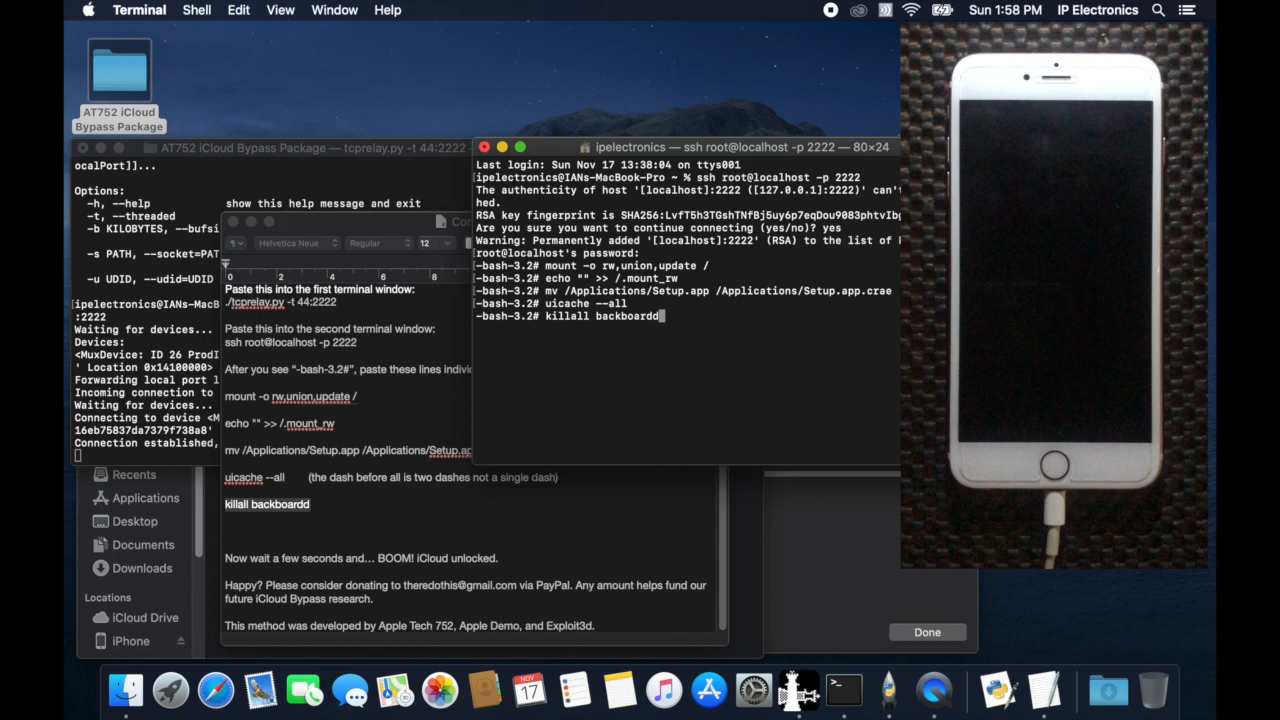 Terminal Shell Edit View Window Help Sun 1:58 PM IP Electronics
AT752 iCloud
Bypass Package
AT752 iCloud Bypass Package — tcprelay.py -t 44:2222
ocalPort]]...
Options:
-h, --help show this help message and exit
-t, --threaded
-b KILOBYTES, --bufsi
-s PATH, --socket=PAT
-u UDID, --udid=UDID
ipelectronics@IANs-MacB
:2222
Waiting for devices...
Devices:
<MuxDevice: ID 26 ProdI
' Location 0x14100000>
Forwarding local port l
Incoming connection to
Waiting for devices...
Connecting to device <M
16eb75837da7379f738a8'
Connection established,
Helvetica Neue Regular 12
0 2 4 6 8
Paste this into the first terminal window:
./tcprelay.py -t 44:2222
Paste this into the second terminal window:
ssh root@localhost -p 2222
After you see "-bash-3.2#", paste these lines indivi
mount -o rw,union,update /
echo "" >> /.mount_rw
mv /Applications/Setup.app /Applications/Setup.ap
uicache --all (the dash before all is two dashes not a single dash)
killall backboardd
Now wait a few seconds and... BOOM! iCloud unlocked.
Happy? Please consider donating to theredothis@gmail.com via PayPal. Any amount helps fund our
future iCloud Bypass research.
This method was developed by Apple Tech 752, Apple Demo, and Exploit3d.
ipelectronics — ssh root@localhost -p 2222 — 80×24
Last login: Sun Nov 17 13:38:04 on ttys001
[ipelectronics@IANs-MacBook-Pro ~ % ssh root@localhost -p 2222
The authenticity of host '[localhost]:2222 ([127.0.0.1]:2222)' can't
hed.
RSA key fingerprint is SHA256:LvfT5h3TGshTNfBj5uy6p7eqDou9083phtvIbg
Are you sure you want to continue connecting (yes/no)? yes
Warning: Permanently added '[localhost]:2222' (RSA) to the list of k
[root@localhost's password:
[-bash-3.2# mount -o rw,union,update /
[-bash-3.2# echo "" >> /.mount_rw
[-bash-3.2# mv /Applications/Setup.app /Applications/Setup.app.crae
[-bash-3.2# uicache --all
-bash-3.2# killall backboardd
Recents
Applications
Desktop
Documents
Downloads
Locations
iCloud Drive
iPhone
Done
NOV
17